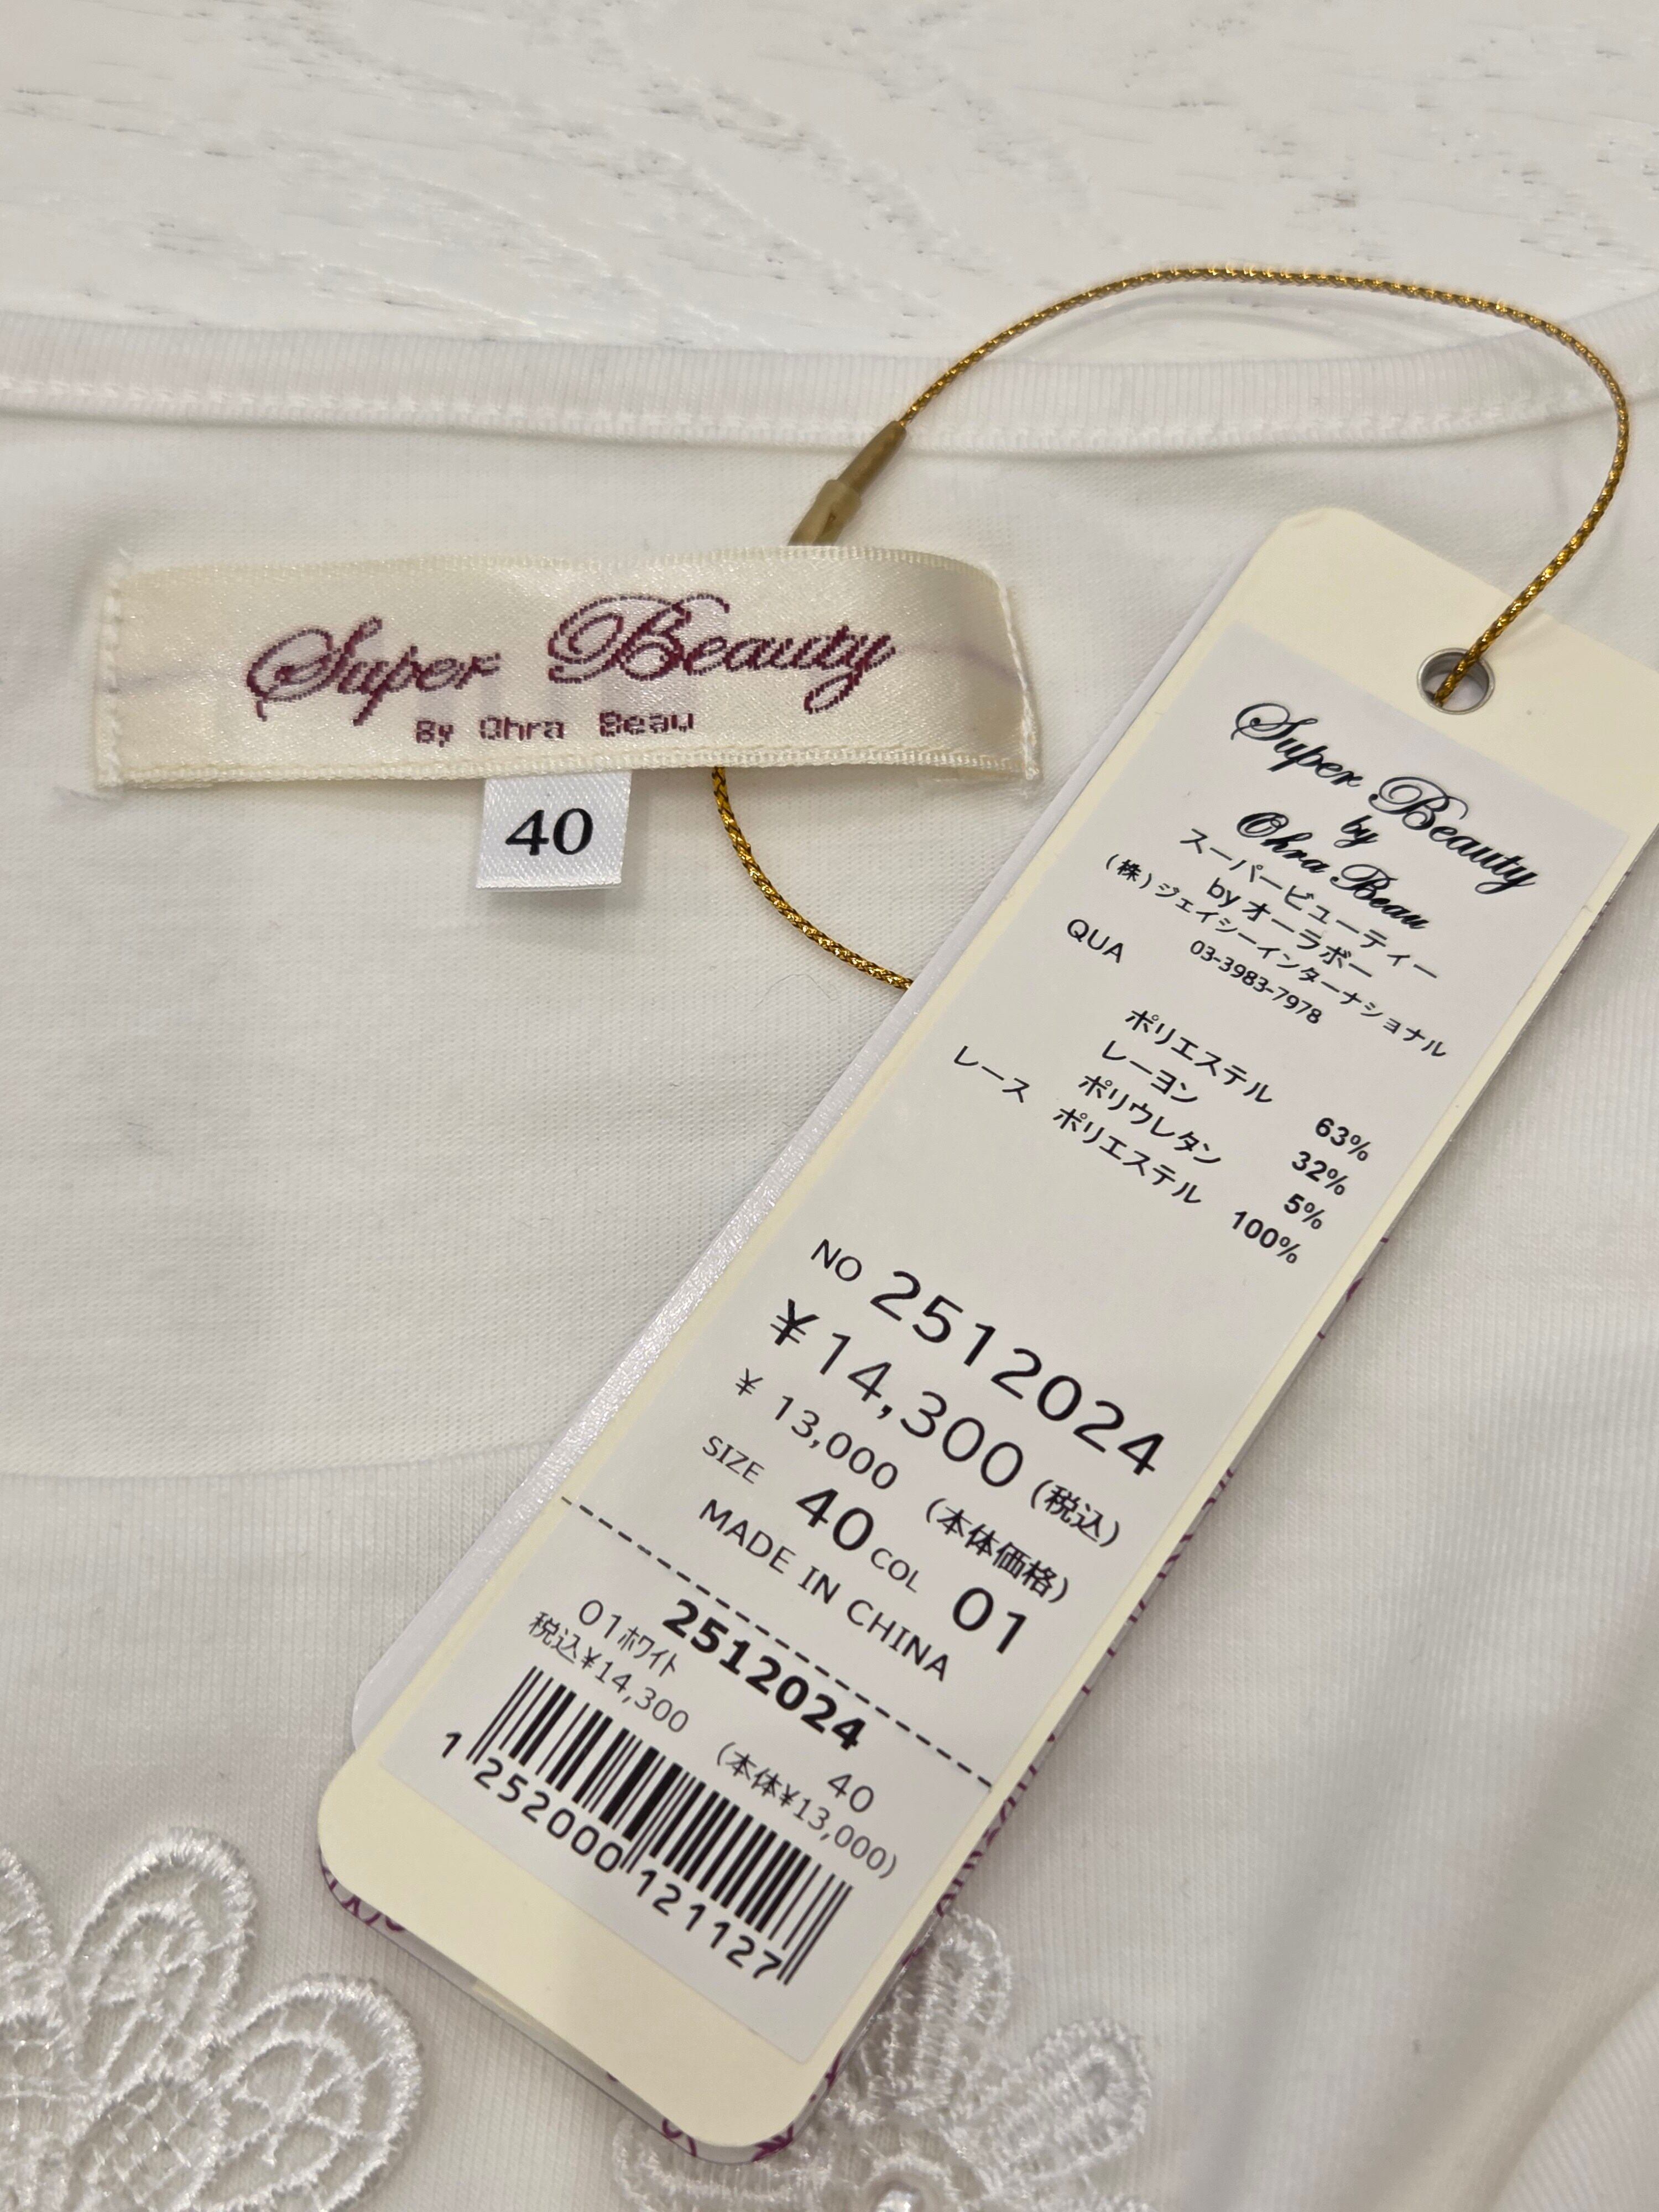 Super Beauty
By Ohra Beau
40
Super Beauty
by
Ohra Beau
スーパービューティー
by オーラボー
(株)ジェイシーインターナショナル
QUA 03-3983-7978
ポリエステル 63%
レーヨン 32%
ポリウレタン 5%
レース ポリエステル 100%
NO 2512024
¥14,300 (税込)
¥ 13,000 (本体価格)
SIZE 40 COL 01
MADE IN CHINA
2512024
01ホワイト 40
税込¥14,300 (本体¥13,000)
1 252000 121127